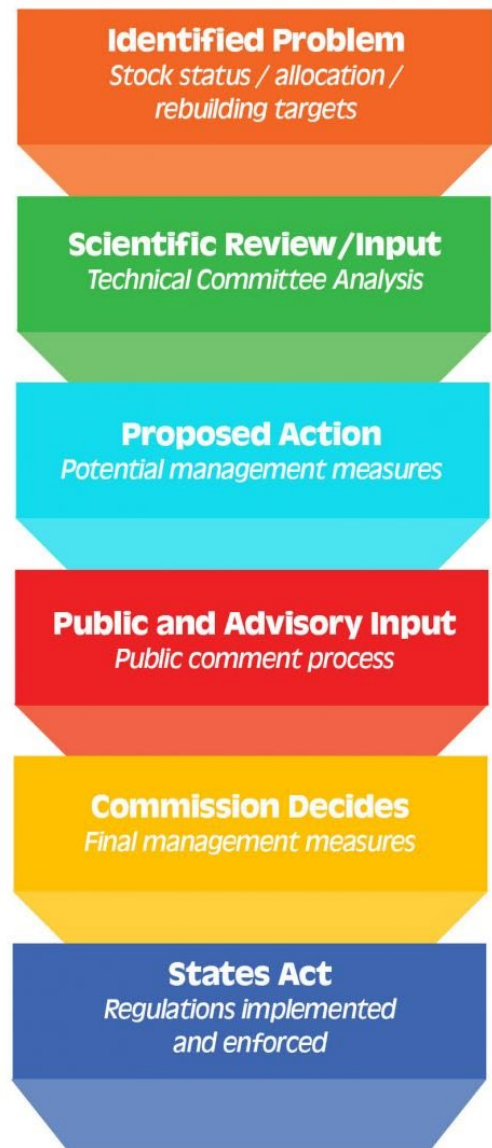 Identified Problem
Stock status / allocation /
rebuilding targets
Scientific Review/Input
Technical Committee Analysis
Proposed Action
Potential management measures
Public and Advisory Input
Public comment process
Commission Decides
Final management measures
States Act
Regulations implemented
and enforced